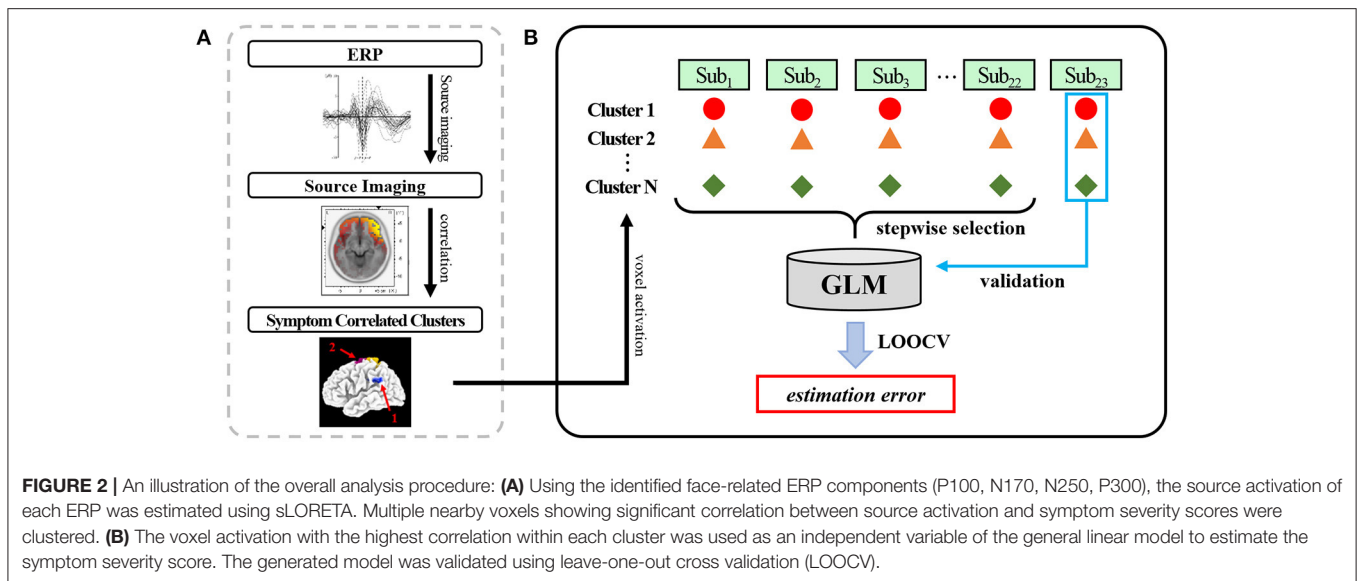 A
ERP
Source imaging
Source Imaging
correlation
Symptom Correlated Clusters
2
1
voxel activation
B
Sub1 Sub2 Sub3 ... Sub22 Sub23
Cluster 1
Cluster 2
⋮
Cluster N
stepwise selection
GLM
validation
LOOCV
estimation error
FIGURE 2 | An illustration of the overall analysis procedure: (A) Using the identified face-related ERP components (P100, N170, N250, P300), the source activation of
each ERP was estimated using sLORETA. Multiple nearby voxels showing significant correlation between source activation and symptom severity scores were
clustered. (B) The voxel activation with the highest correlation within each cluster was used as an independent variable of the general linear model to estimate the
symptom severity score. The generated model was validated using leave-one-out cross validation (LOOCV).